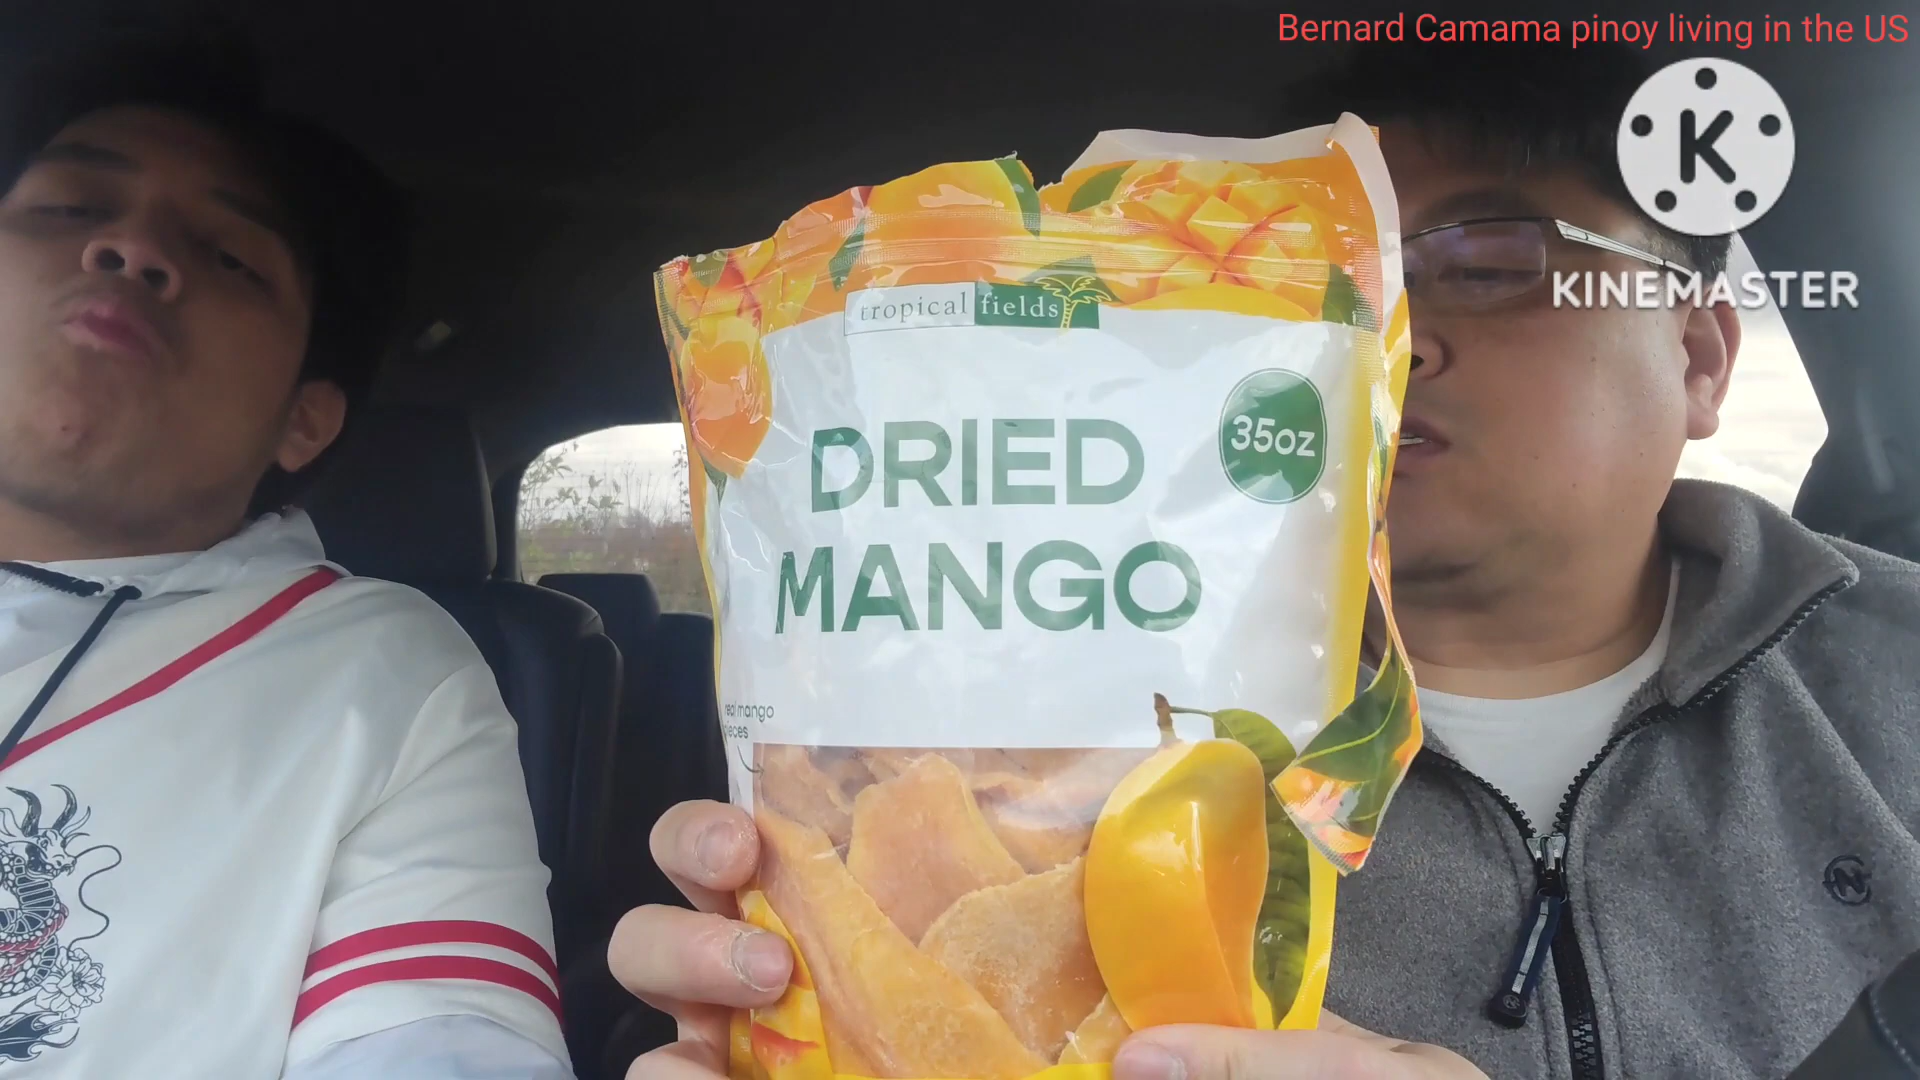 Bernard Camama pinoy living in the US
K
KINEMASTER
tropical fields
35oz
DRIED
MANGO
real mango
pieces